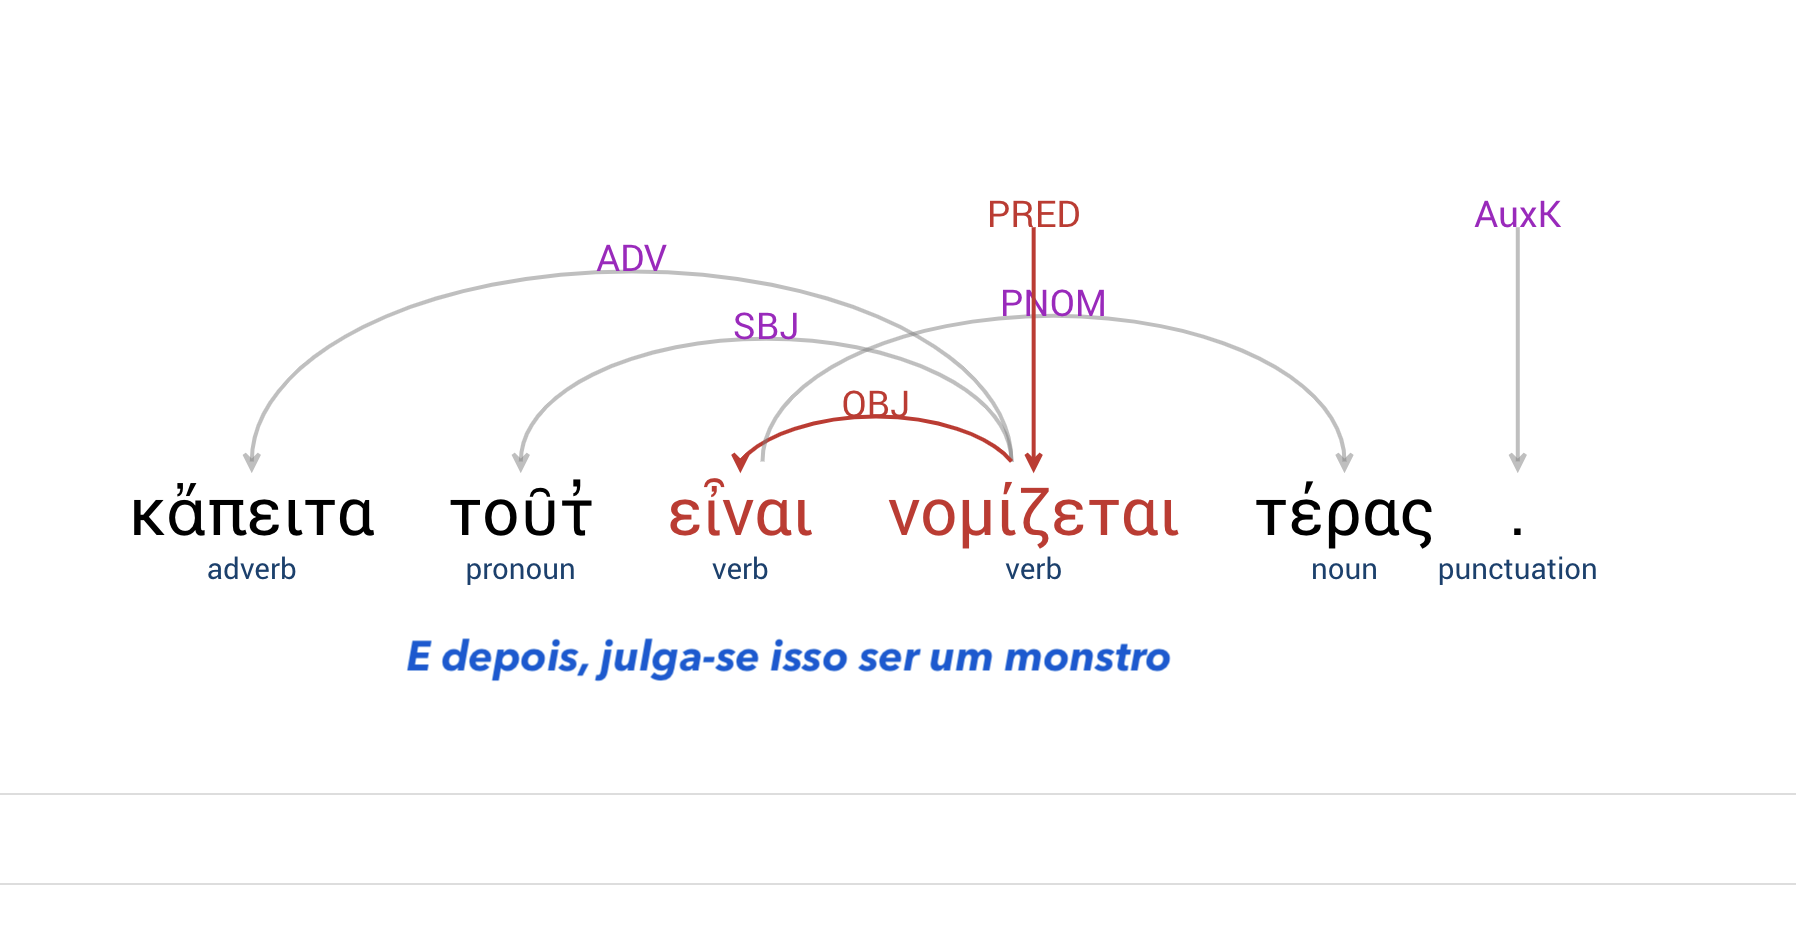 PRED AuxK
ADV
PNOM
SBJ
OBJ
κἄπειτα τοῦτ̓ εἶναι νομίζεται τέρας .
adverb pronoun verb verb noun punctuation
E depois, julga-se isso ser um monstro